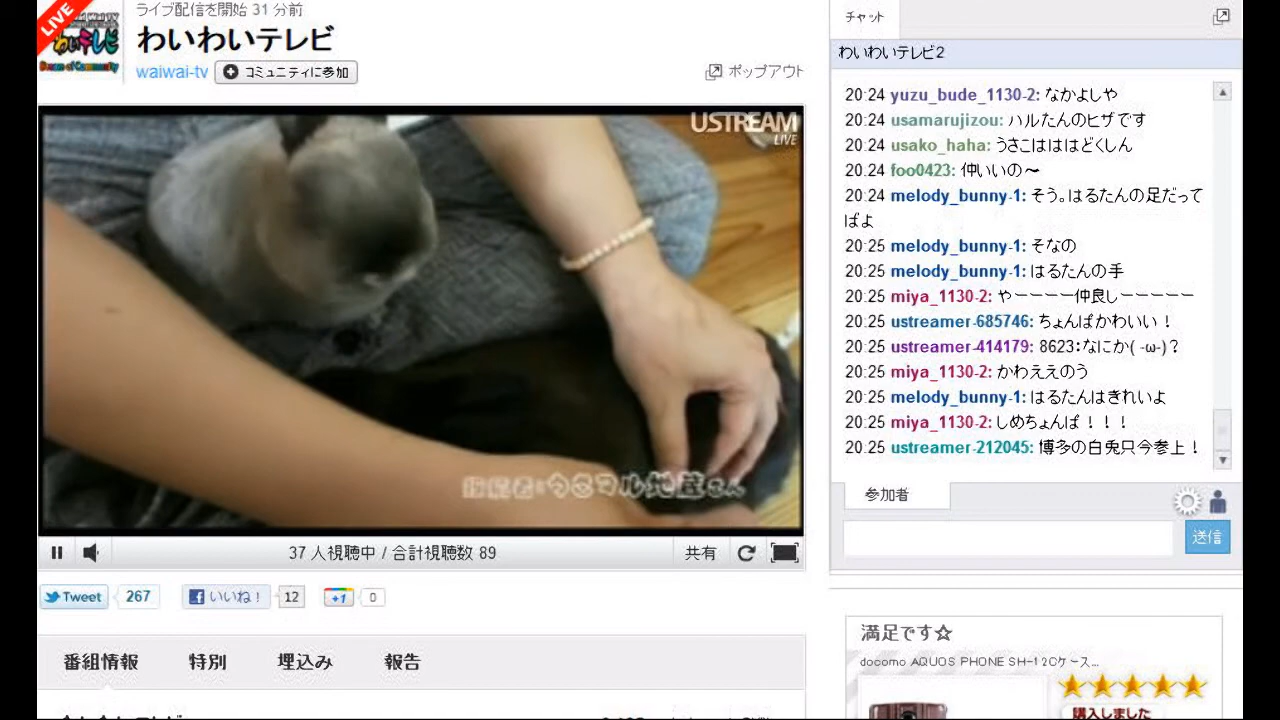 ライブ配信を開始 31 分前
LIVE
わいわいテレビ
waiwai-tv
コミュニティに参加
ポップアウト
USTREAM
LIVE
うさマル地蔵さん
37 人視聴中 / 合計視聴数 89
共有
Tweet 267
いいね！ 12
+1 0
番組情報 特別 埋込み 報告
チャット
わいわいテレビ2
20:24 yuzu_bude_1130-2: なかよしや
20:24 usamarujizou: ハルたんのヒザです
20:24 usako_haha: うさこはははどくしん
20:24 foo0423: 仲いいの～
20:24 melody_bunny-1: そう。はるたんの足だって
ばよ
20:25 melody_bunny-1: そなの
20:25 melody_bunny-1: はるたんの手
20:25 miya_1130-2: やーーーー仲良しーーーーー
20:25 ustreamer-685746: ちょんぱかわいい！
20:25 ustreamer-414179: 8623：なにか( -ω-)？
20:25 miya_1130-2: かわええのう
20:25 melody_bunny-1: はるたんはきれいよ
20:25 miya_1130-2: しめちょんぱ！！！
20:25 ustreamer-212045: 博多の白兎只今参上！
参加者
送信
満足です☆
docomo AQUOS PHONE SH-12Cケース...
購入しました